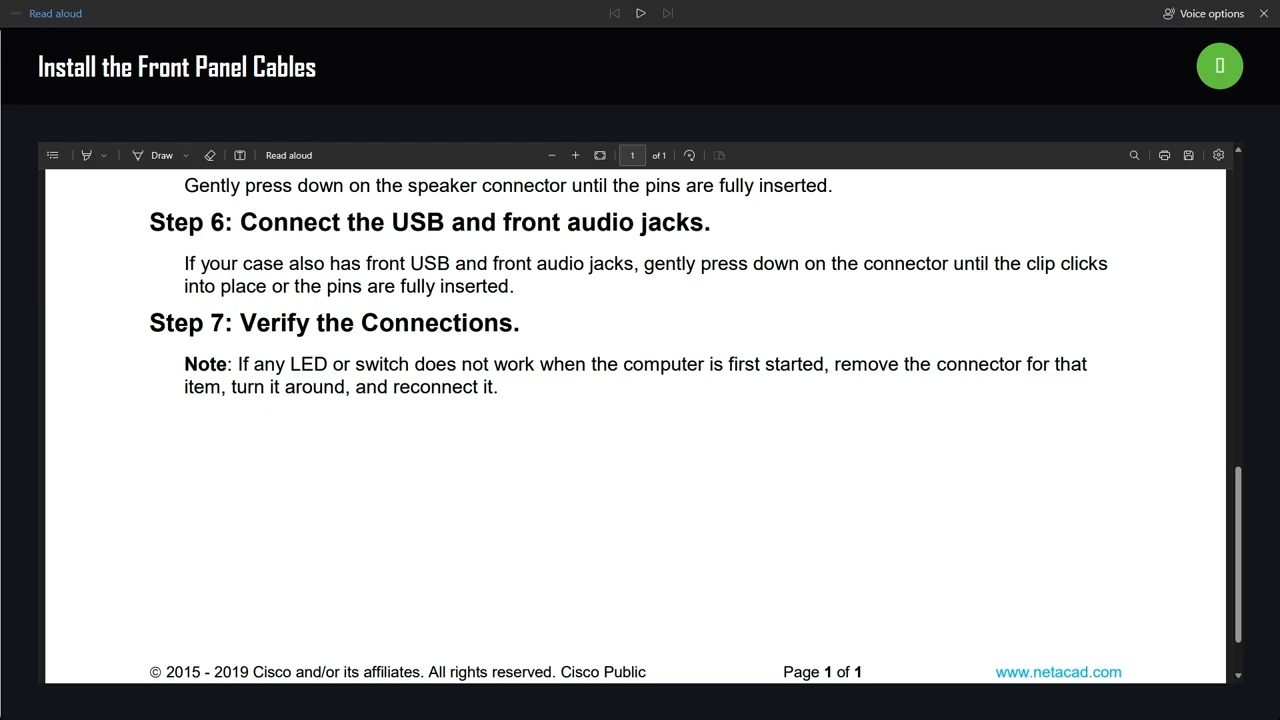 Read aloud
Voice options
Install the Front Panel Cables
Draw
Read aloud
1 of 1
Gently press down on the speaker connector until the pins are fully inserted.
Step 6: Connect the USB and front audio jacks.
If your case also has front USB and front audio jacks, gently press down on the connector until the clip clicks
into place or the pins are fully inserted.
Step 7: Verify the Connections.
Note: If any LED or switch does not work when the computer is first started, remove the connector for that
item, turn it around, and reconnect it.
© 2015 - 2019 Cisco and/or its affiliates. All rights reserved. Cisco Public Page 1 of 1 www.netacad.com